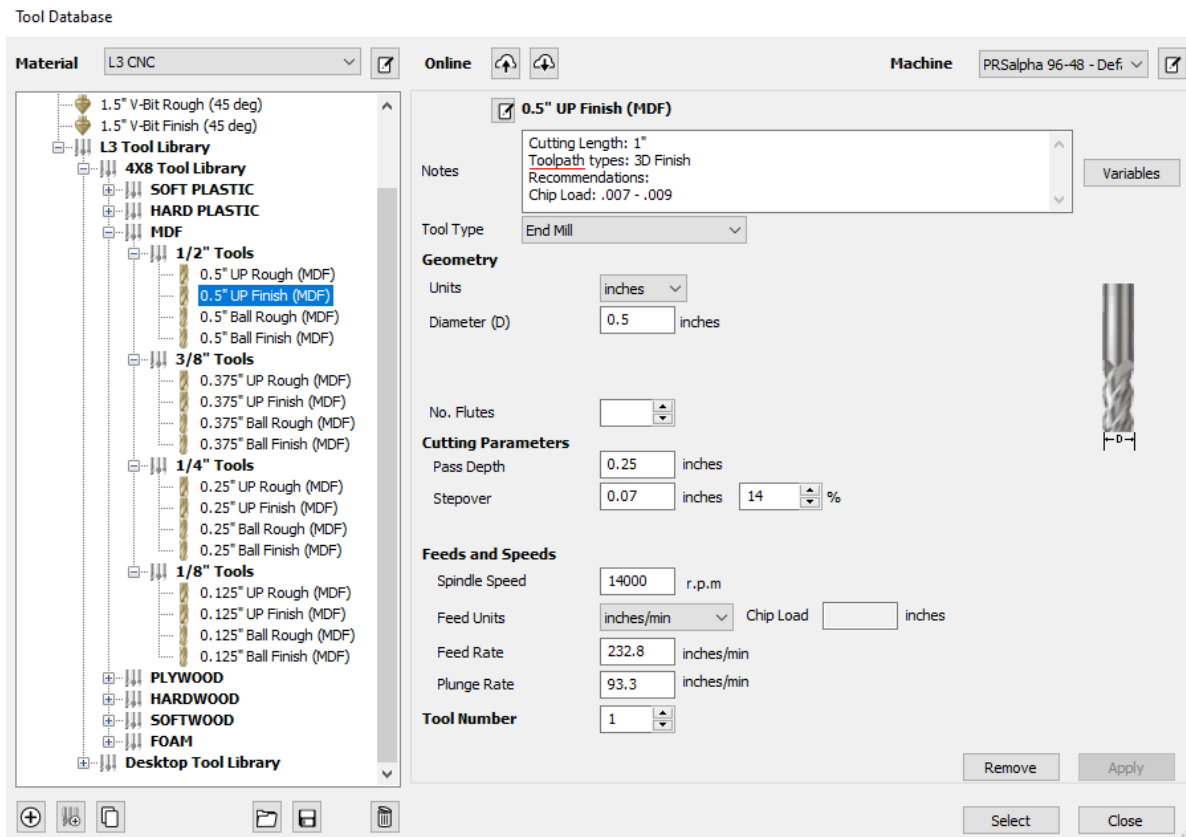 Tool Database
Material L3 CNC Online Machine PRSalpha 96-48 - Def
1.5" V-Bit Rough (45 deg)
1.5" V-Bit Finish (45 deg)
L3 Tool Library
4X8 Tool Library
SOFT PLASTIC
HARD PLASTIC
MDF
1/2" Tools
0.5" UP Rough (MDF)
0.5" UP Finish (MDF)
0.5" Ball Rough (MDF)
0.5" Ball Finish (MDF)
3/8" Tools
0.375" UP Rough (MDF)
0.375" UP Finish (MDF)
0.375" Ball Rough (MDF)
0.375" Ball Finish (MDF)
1/4" Tools
0.25" UP Rough (MDF)
0.25" UP Finish (MDF)
0.25" Ball Rough (MDF)
0.25" Ball Finish (MDF)
1/8" Tools
0.125" UP Rough (MDF)
0.125" UP Finish (MDF)
0.125" Ball Rough (MDF)
0.125" Ball Finish (MDF)
PLYWOOD
HARDWOOD
SOFTWOOD
FOAM
Desktop Tool Library
0.5" UP Finish (MDF)
Notes
Cutting Length: 1"
Toolpath types: 3D Finish
Recommendations:
Chip Load: .007 - .009
Variables
Tool Type End Mill
Geometry
Units inches
Diameter (D) 0.5 inches
No. Flutes
Cutting Parameters
Pass Depth 0.25 inches
Stepover 0.07 inches 14 %
Feeds and Speeds
Spindle Speed 14000 r.p.m
Feed Units inches/min Chip Load inches
Feed Rate 232.8 inches/min
Plunge Rate 93.3 inches/min
Tool Number 1
D
Remove Apply
Select Close